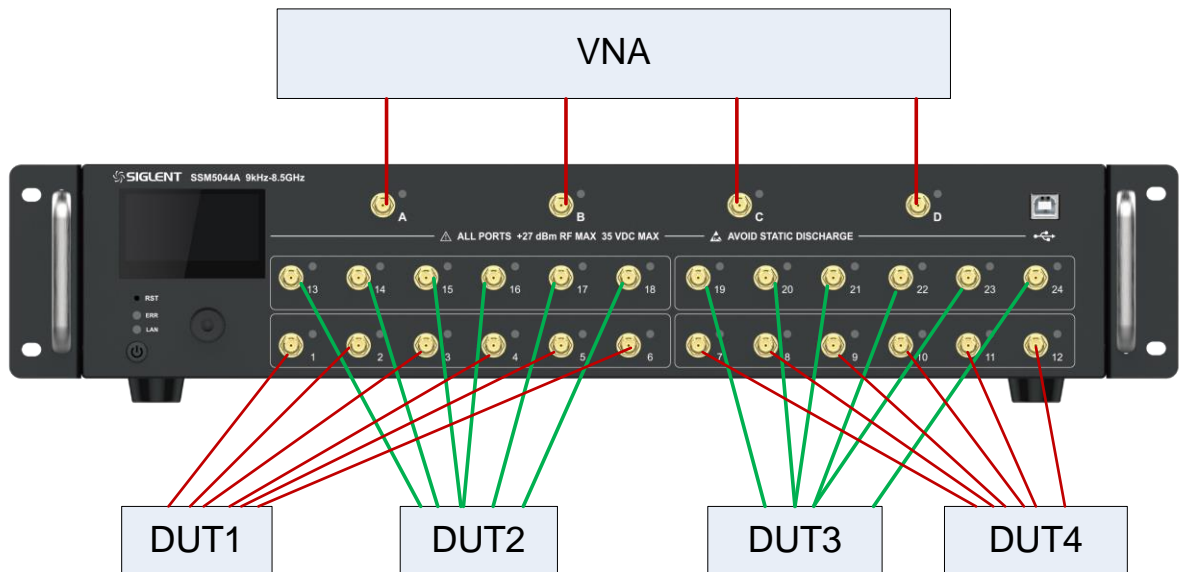 VNA
SIGLENT SSM5044A 9kHz-8.5GHz
A B C D
ALL PORTS +27 dBm RF MAX 35 VDC MAX AVOID STATIC DISCHARGE
13 14 15 16 17 18 19 20 21 22 23 24
RST
ERR
LAN
1 2 3 4 5 6 7 8 9 10 11 12
DUT1 DUT2 DUT3 DUT4